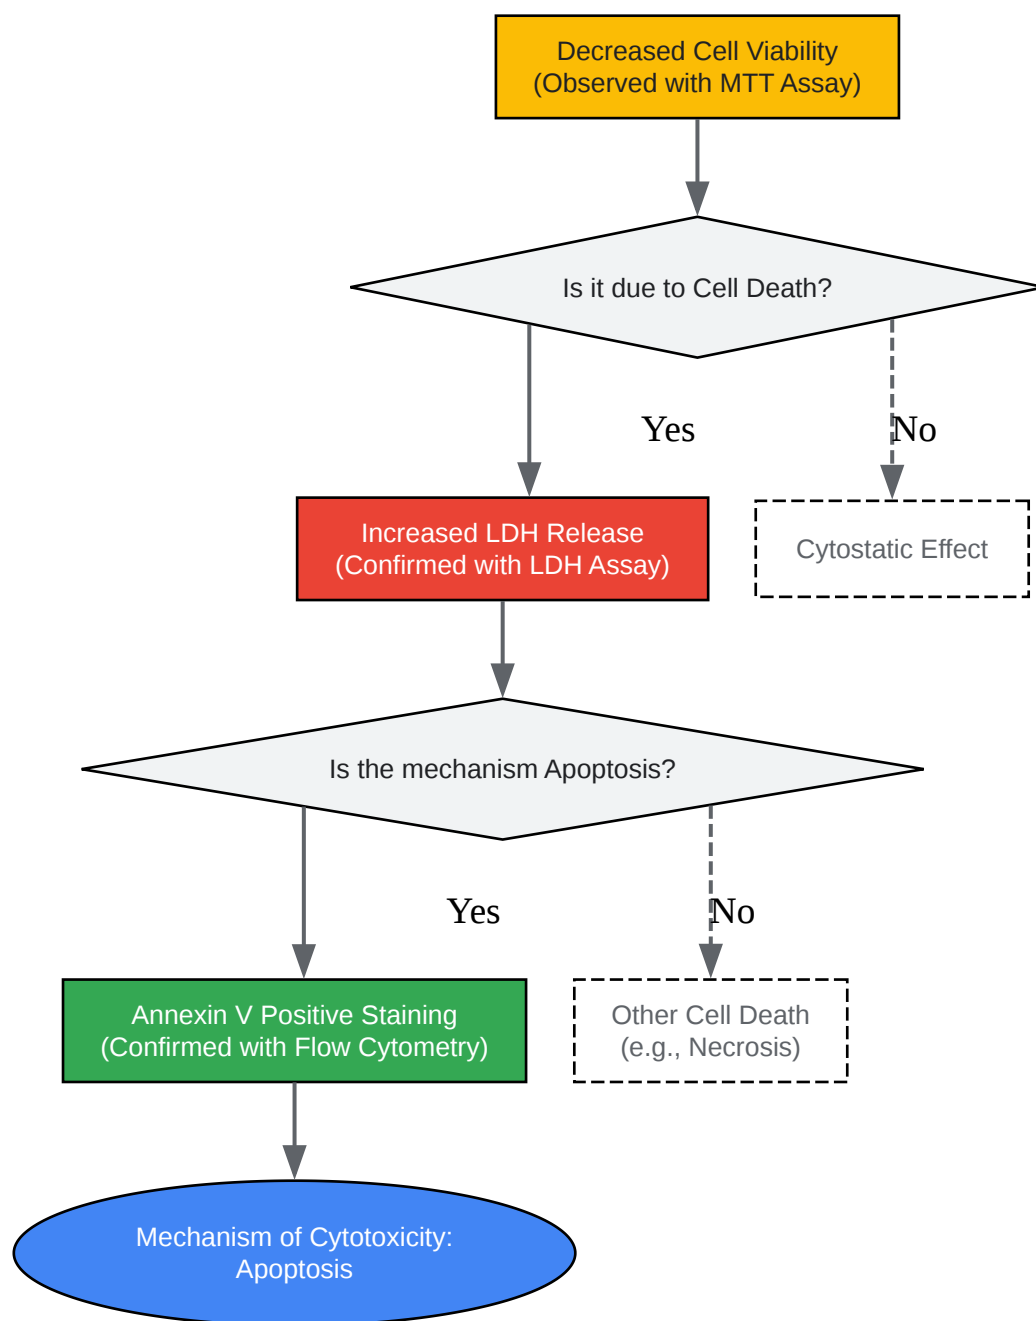 Decreased Cell Viability
(Observed with MTT Assay)
Is it due to Cell Death?
Yes
No
Increased LDH Release
(Confirmed with LDH Assay)
Cytostatic Effect
Is the mechanism Apoptosis?
Yes
No
Annexin V Positive Staining
(Confirmed with Flow Cytometry)
Other Cell Death
(e.g., Necrosis)
Mechanism of Cytotoxicity:
Apoptosis